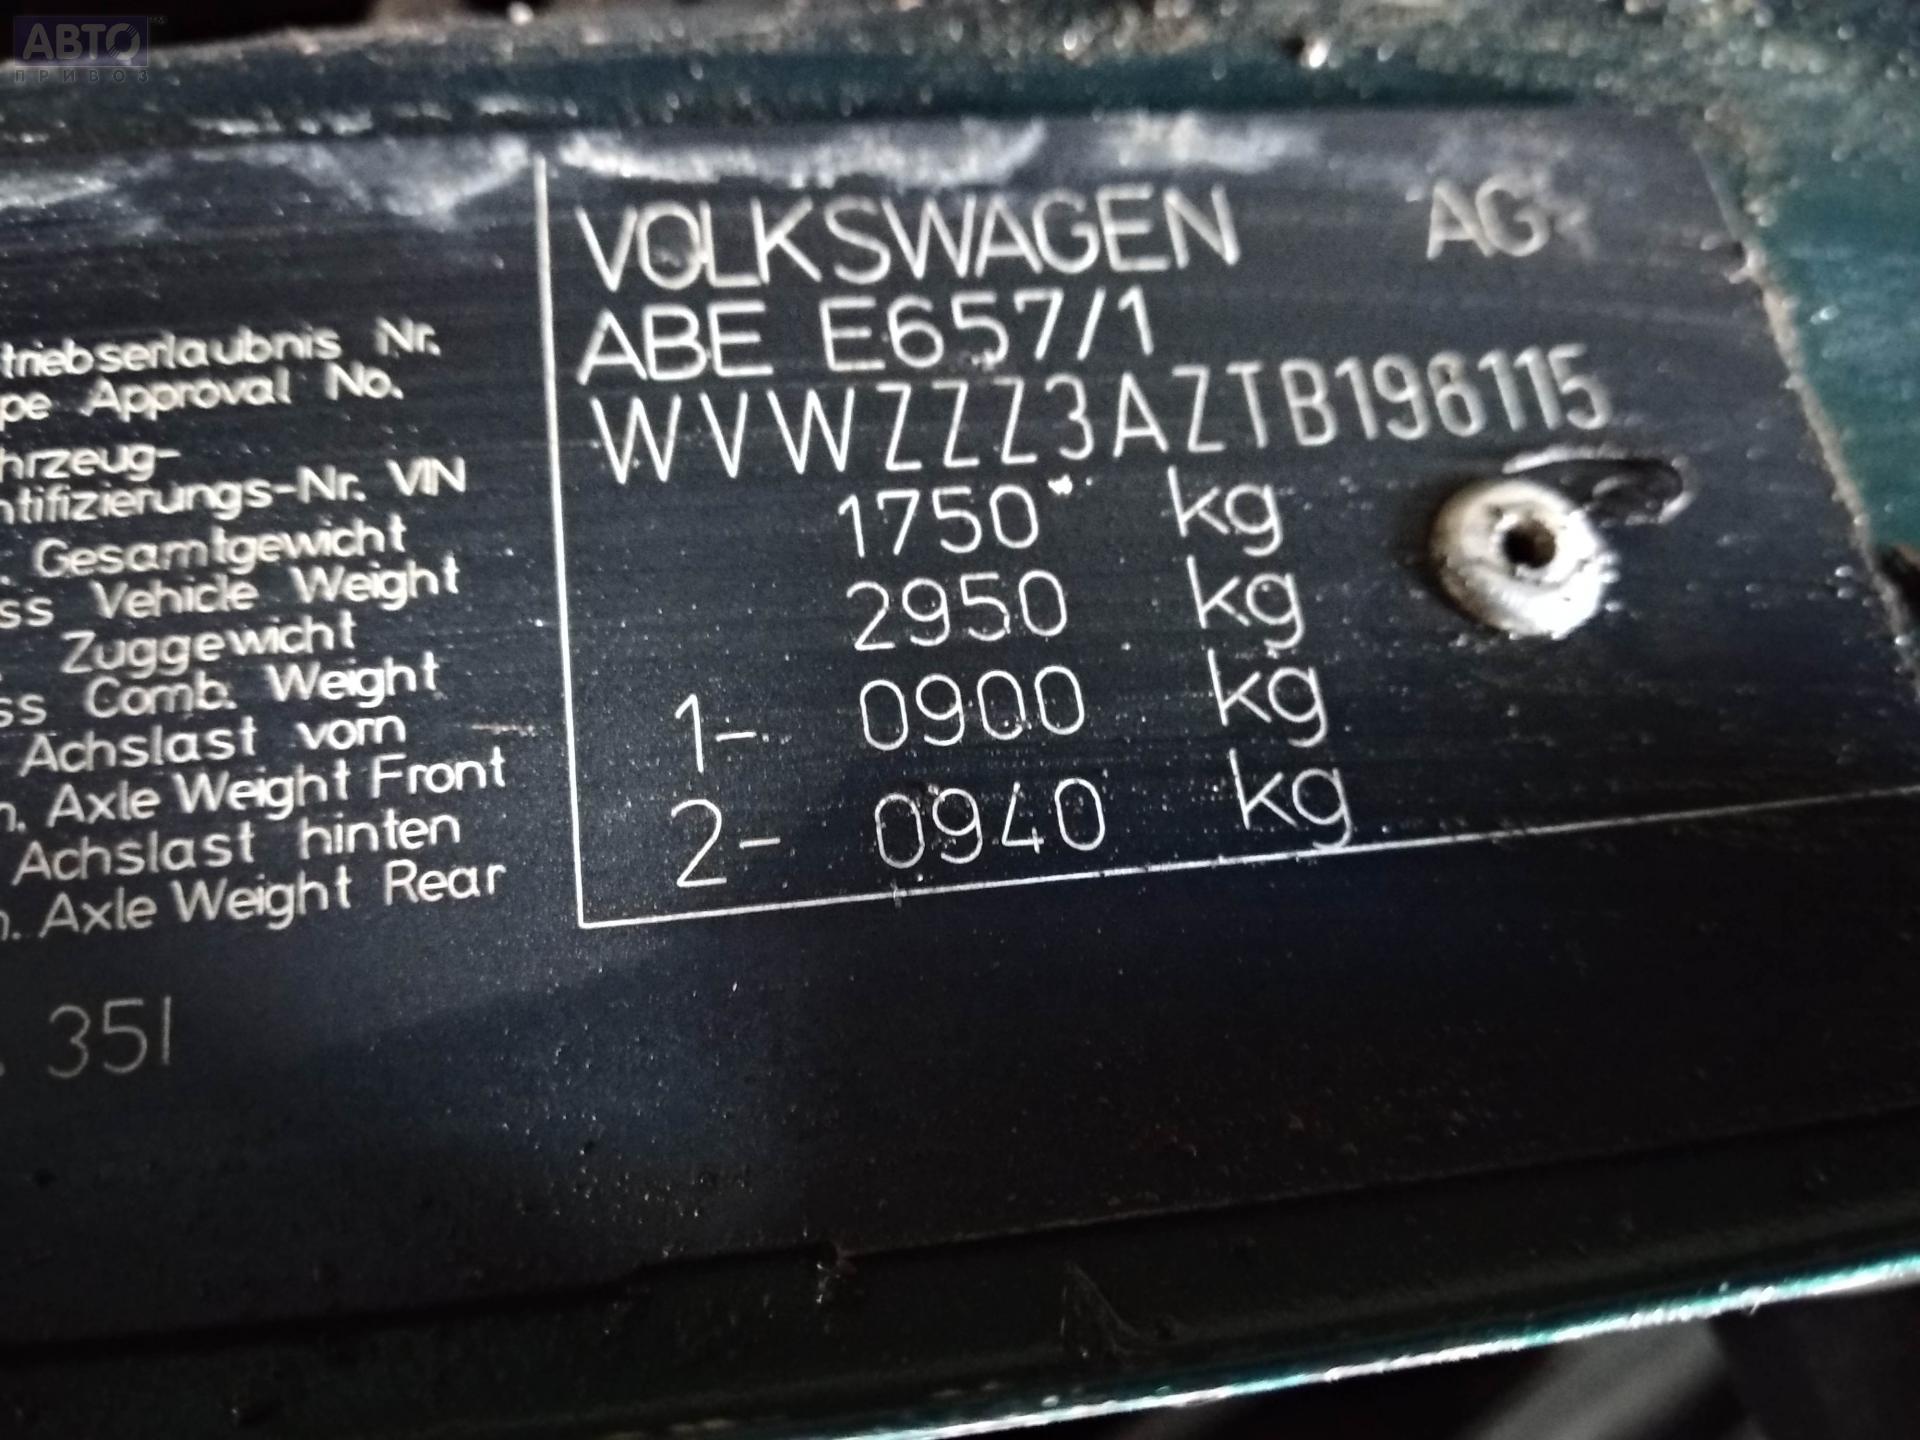 АВТО
ПРИВОЗ
triebserlaubnis Nr.
pe Approval No.
hrzeug-
ntifizierungs-Nr. VIN
. Gesamtgewicht
ss Vehicle Weight
. Zuggewicht
ss Comb. Weight
Achslast vorn
n. Axle Weight Front
Achslast hinten
n. Axle Weight Rear
. 35I
VOLKSWAGEN AG
ABE E657/1
WVWZZZ3AZTB196115
1750 kg
2950 kg
1- 0900 kg
2- 0940 kg